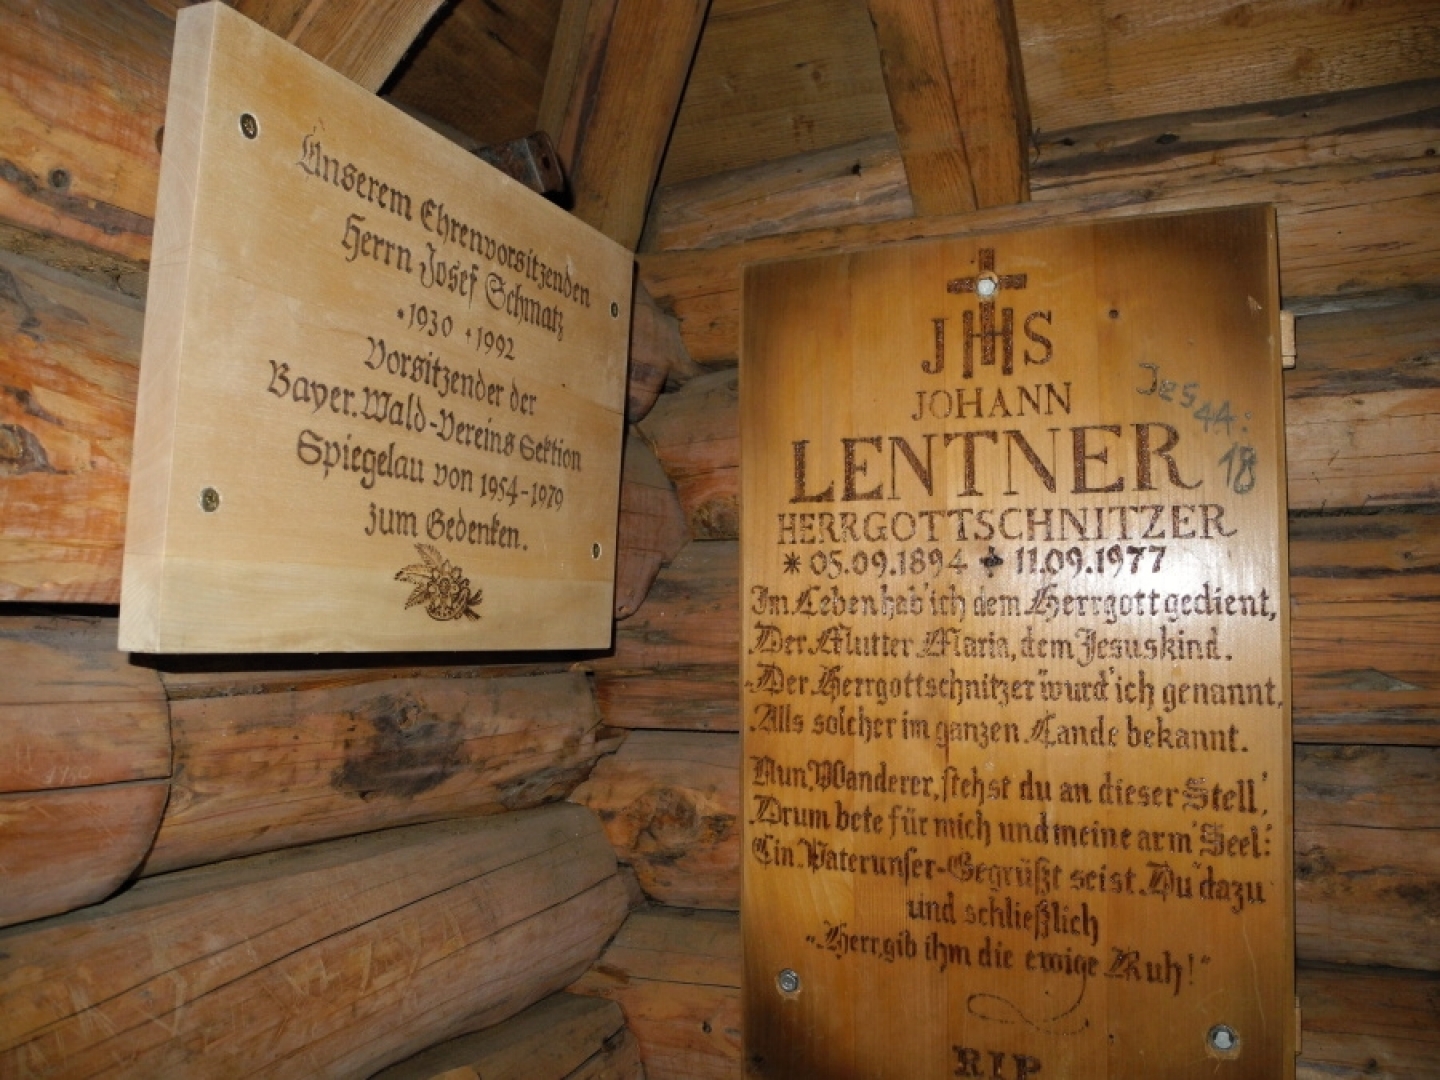 Unserem Ehrenvorsitzenden
Herrn Josef Schmatz
*1930 +1992
Vorsitzender der
Bayer. Wald-Vereins Sektion
Spiegelau von 1954-1979
zum Gedenken.
JHS
JOHANN
LENTNER
HERRGOTTSCHNITZER
* 05.09.1894 ✝ 11.09.1977
Im Leben hab' ich dem Herrgott gedient,
Der Mutter Maria, dem Jesuskind.
Der Herrgottschnitzer wurd' ich genannt,
Alls solcher im ganzen Lande bekannt.
Nun, Wanderer, stehst du an dieser Stell',
Drum bete für mich und meine arm' Seel:
Ein Vaterunser-Gegrüßt seist Du dazu
und schließlich
"Herr, gib ihm die ewige Ruh!"
RIP
Jes 44:
18